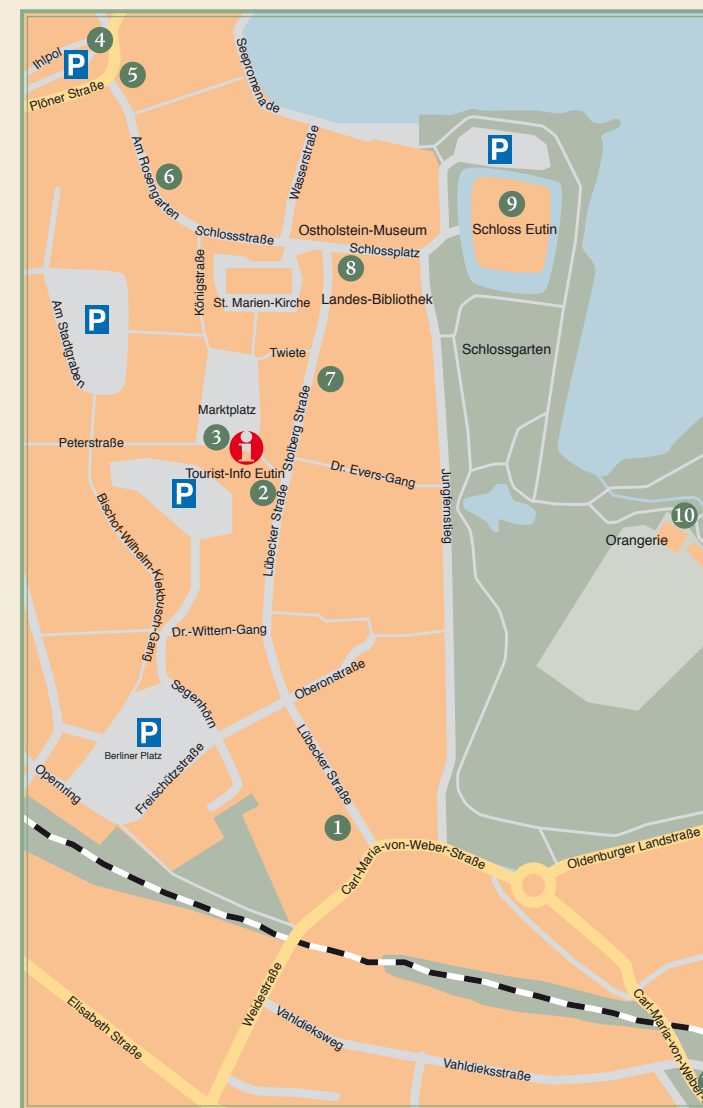 4
Ihlpol
P
5
Plöner Straße
Seepromenade
Am Rosengarten
6
Wasserstraße
P
9
Schloss Eutin
Schlossstraße
Ostholstein-Museum
Schlossplatz
8
Königstraße
St. Marien-Kirche
Landes-Bibliothek
Am Stadtgraben
P
Twiete
Schlossgarten
7
Marktplatz
3
i
Peterstraße
Tourist-Info Eutin
Stolberg Straße
Dr. Evers-Gang
P
2
Lübecker Straße
Jungfernstieg
10
Orangerie
Bischof-Wilhelm-Kiekbusch-Gang
Dr.-Wittern-Gang
Segenhörn
Oberonstraße
P
Berliner Platz
Freischützstraße
Lübecker Straße
Opernring
1
Carl-Maria-von-Weber-Straße
Oldenburger Landstraße
Weidestraße
Elisabeth Straße
Vahldieksweg
Vahldieksstraße
Carl-Maria-von-Weber-